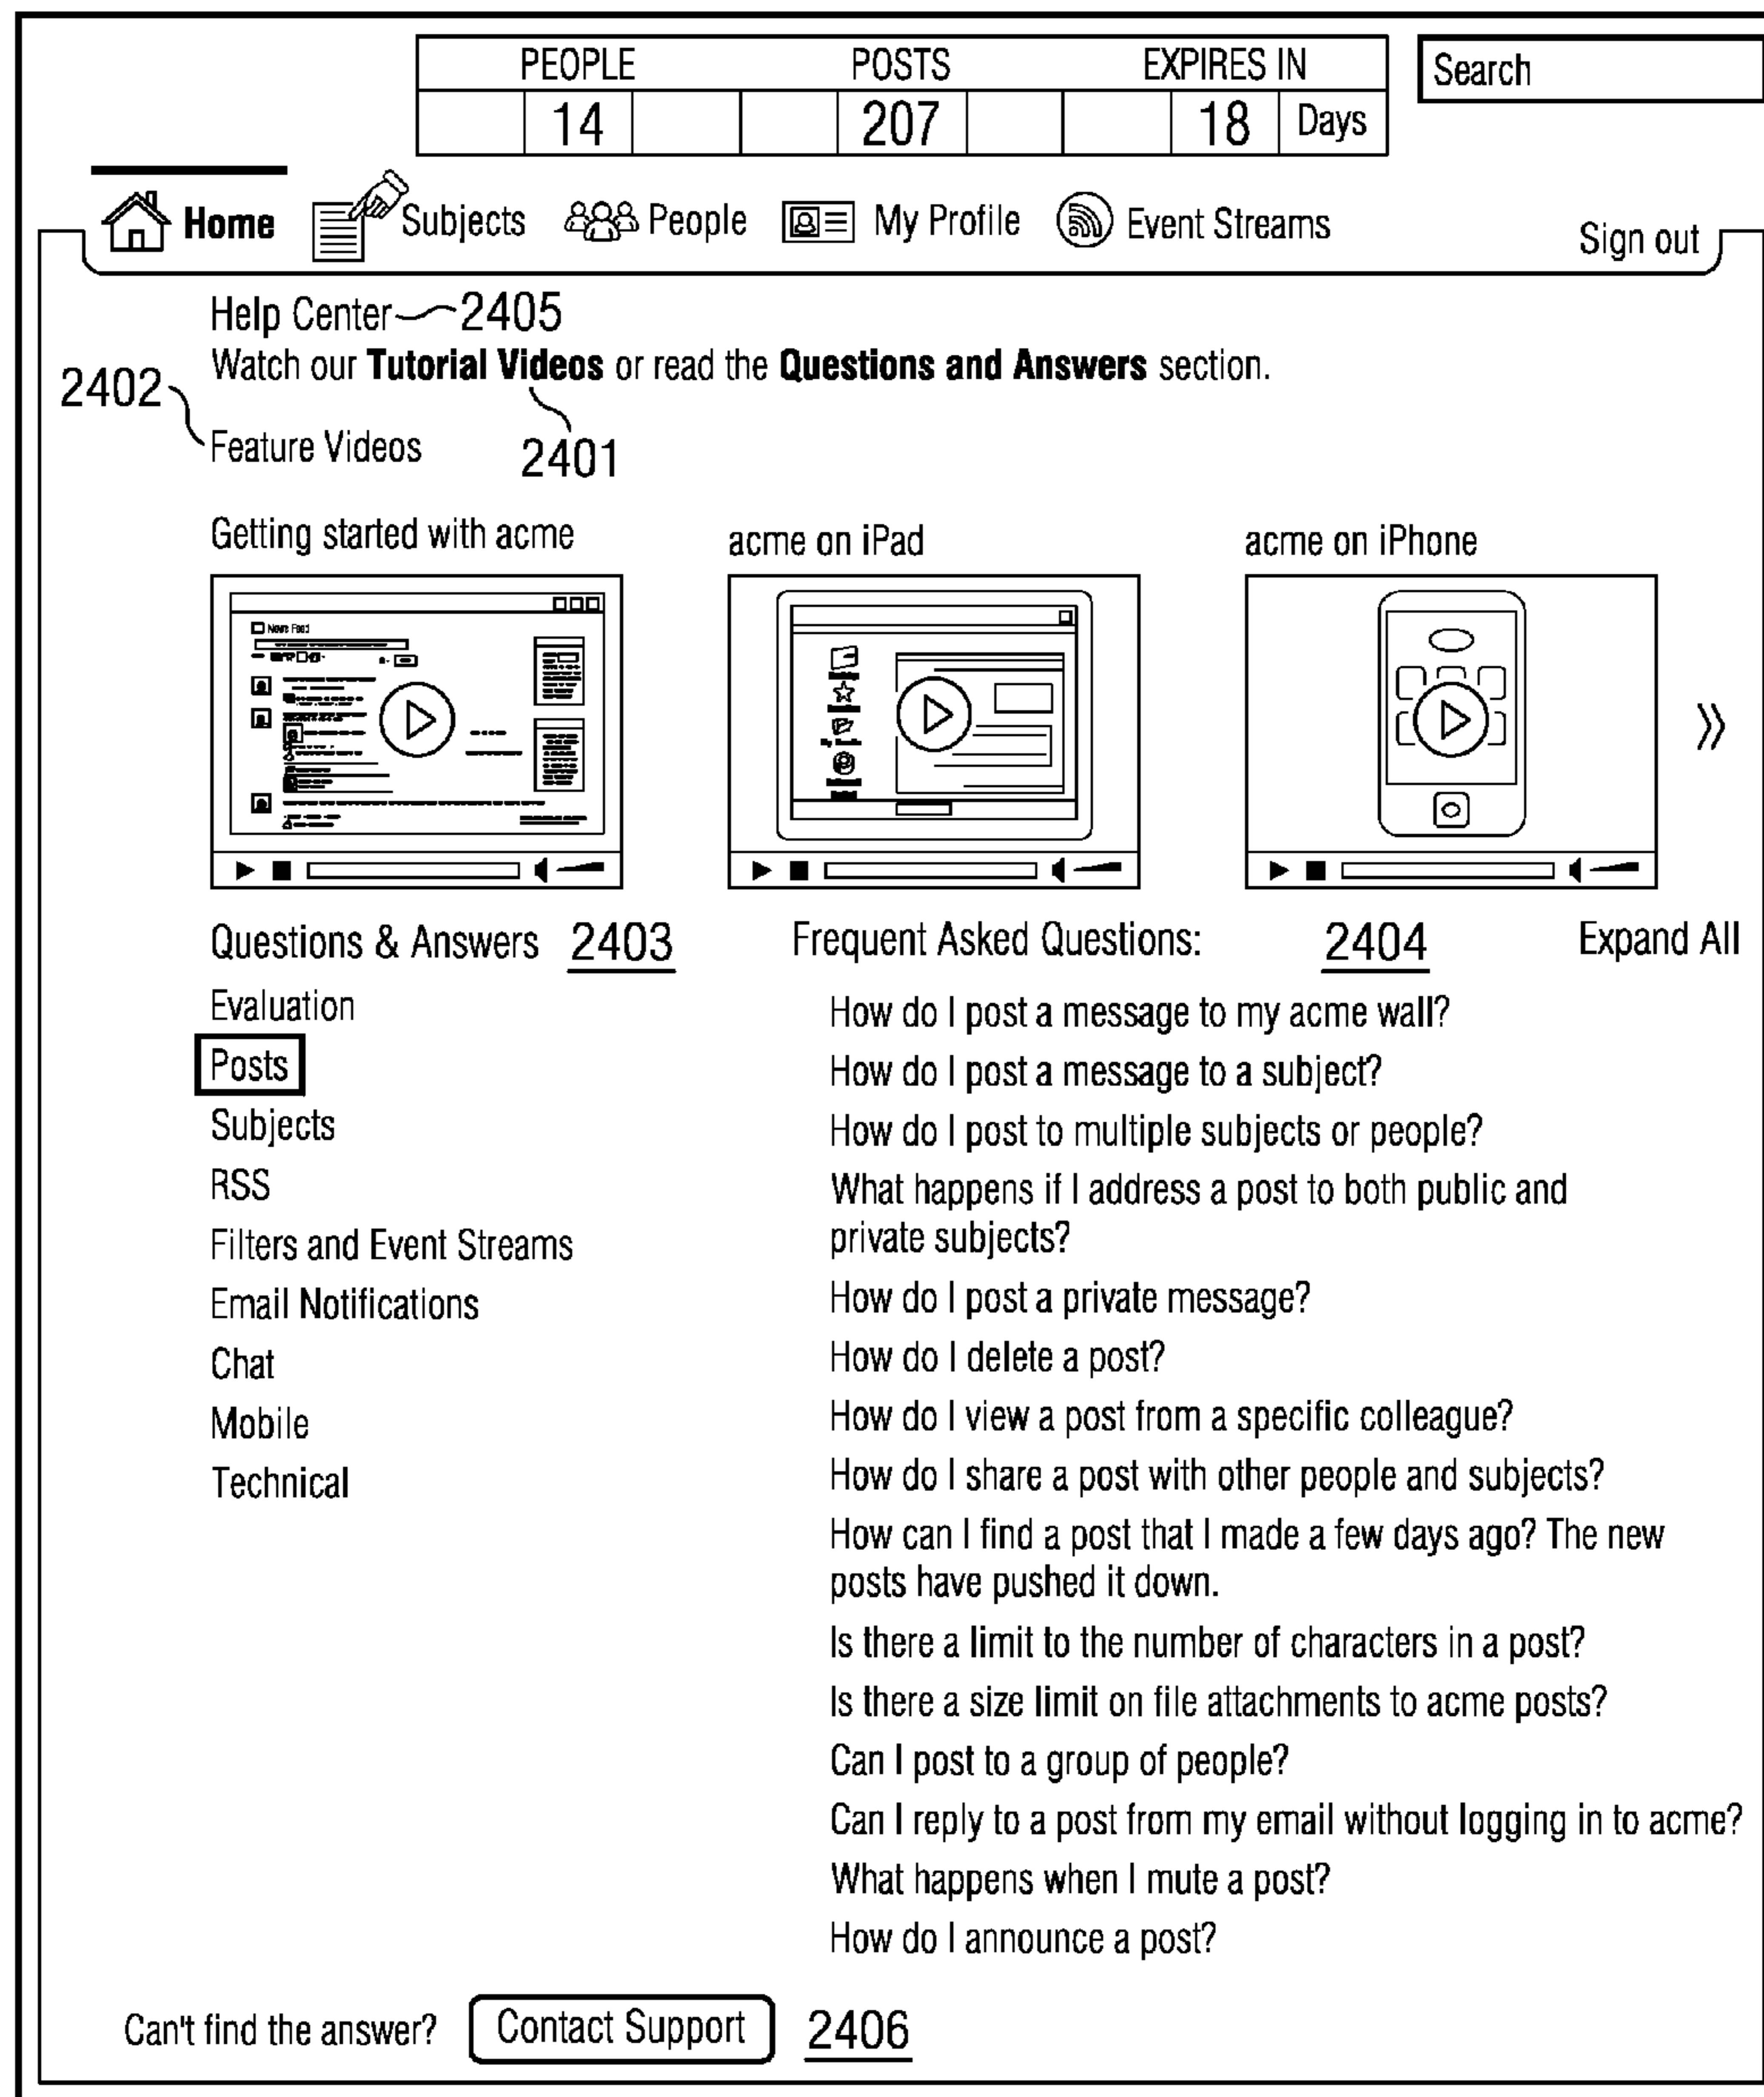 PEOPLE POSTS EXPIRES IN Search
14 207 18 Days
Home Subjects People My Profile Event Streams Sign out
Help Center 2405
Watch our Tutorial Videos or read the Questions and Answers section.
2402
Feature Videos 2401
Getting started with acme acme on iPad acme on iPhone
News Feed
Questions & Answers 2403 Frequent Asked Questions: 2404 Expand All
Evaluation
Posts
Subjects
RSS
Filters and Event Streams
Email Notifications
Chat
Mobile
Technical
How do I post a message to my acme wall?
How do I post a message to a subject?
How do I post to multiple subjects or people?
What happens if I address a post to both public and
private subjects?
How do I post a private message?
How do I delete a post?
How do I view a post from a specific colleague?
How do I share a post with other people and subjects?
How can I find a post that I made a few days ago? The new
posts have pushed it down.
Is there a limit to the number of characters in a post?
Is there a size limit on file attachments to acme posts?
Can I post to a group of people?
Can I reply to a post from my email without logging in to acme?
What happens when I mute a post?
How do I announce a post?
Can't find the answer? Contact Support 2406